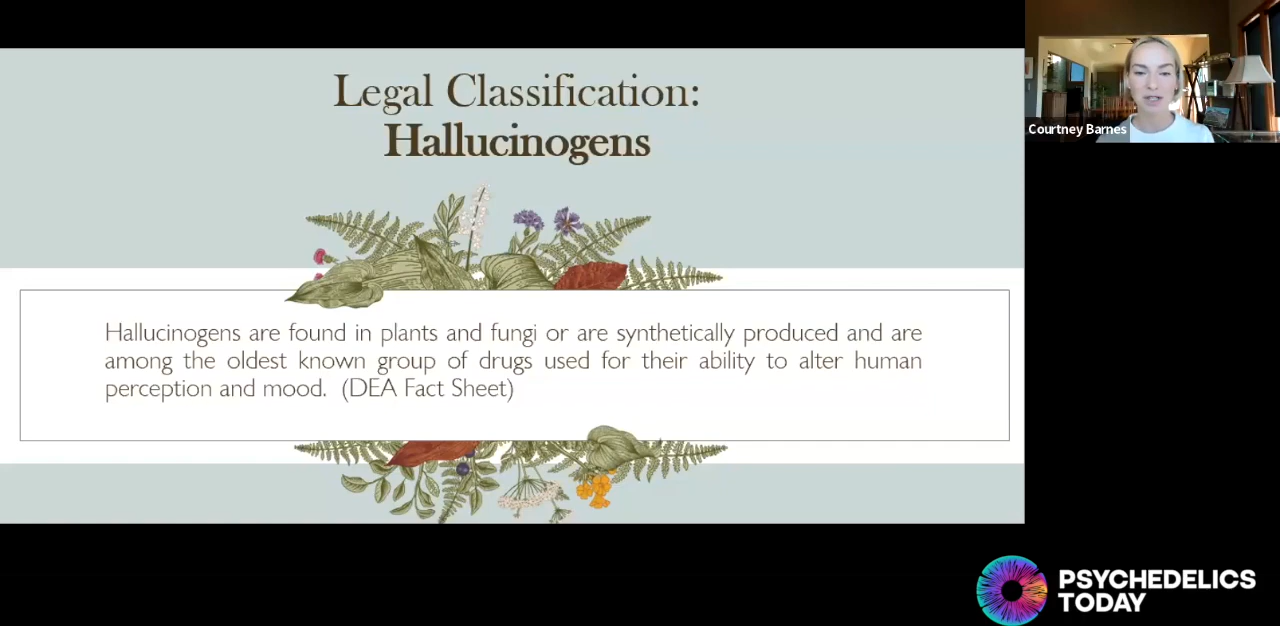 Legal Classification:
Hallucinogens
Courtney Barnes
Hallucinogens are found in plants and fungi or are synthetically produced and are
among the oldest known group of drugs used for their ability to alter human
perception and mood. (DEA Fact Sheet)
PSYCHEDELICS
TODAY